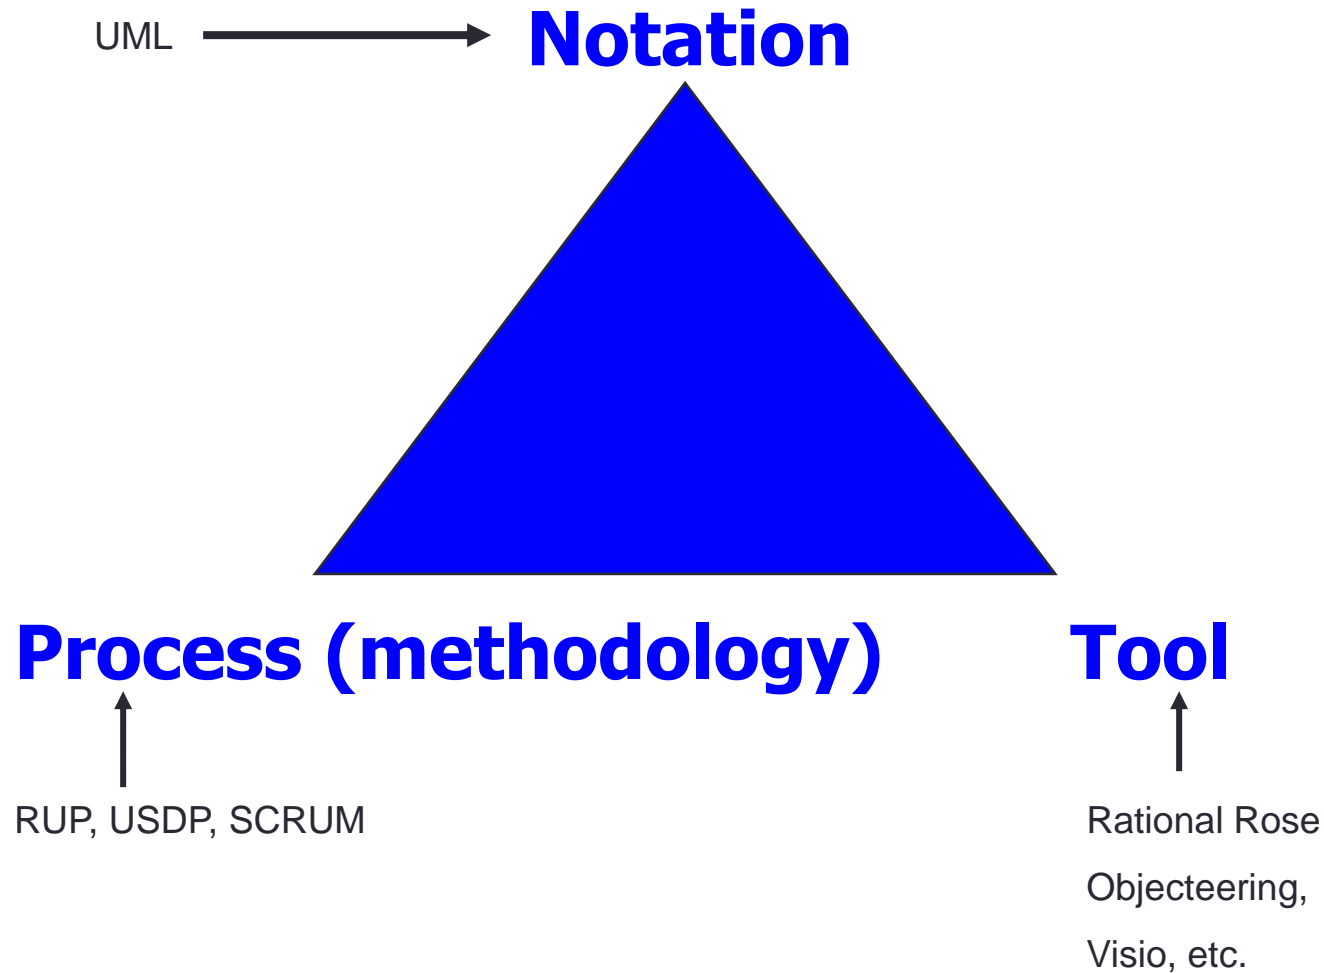 UML
Notation
Process (methodology)
Tool
RUP, USDP, SCRUM
Rational Rose
Objecteering,
Visio, etc.